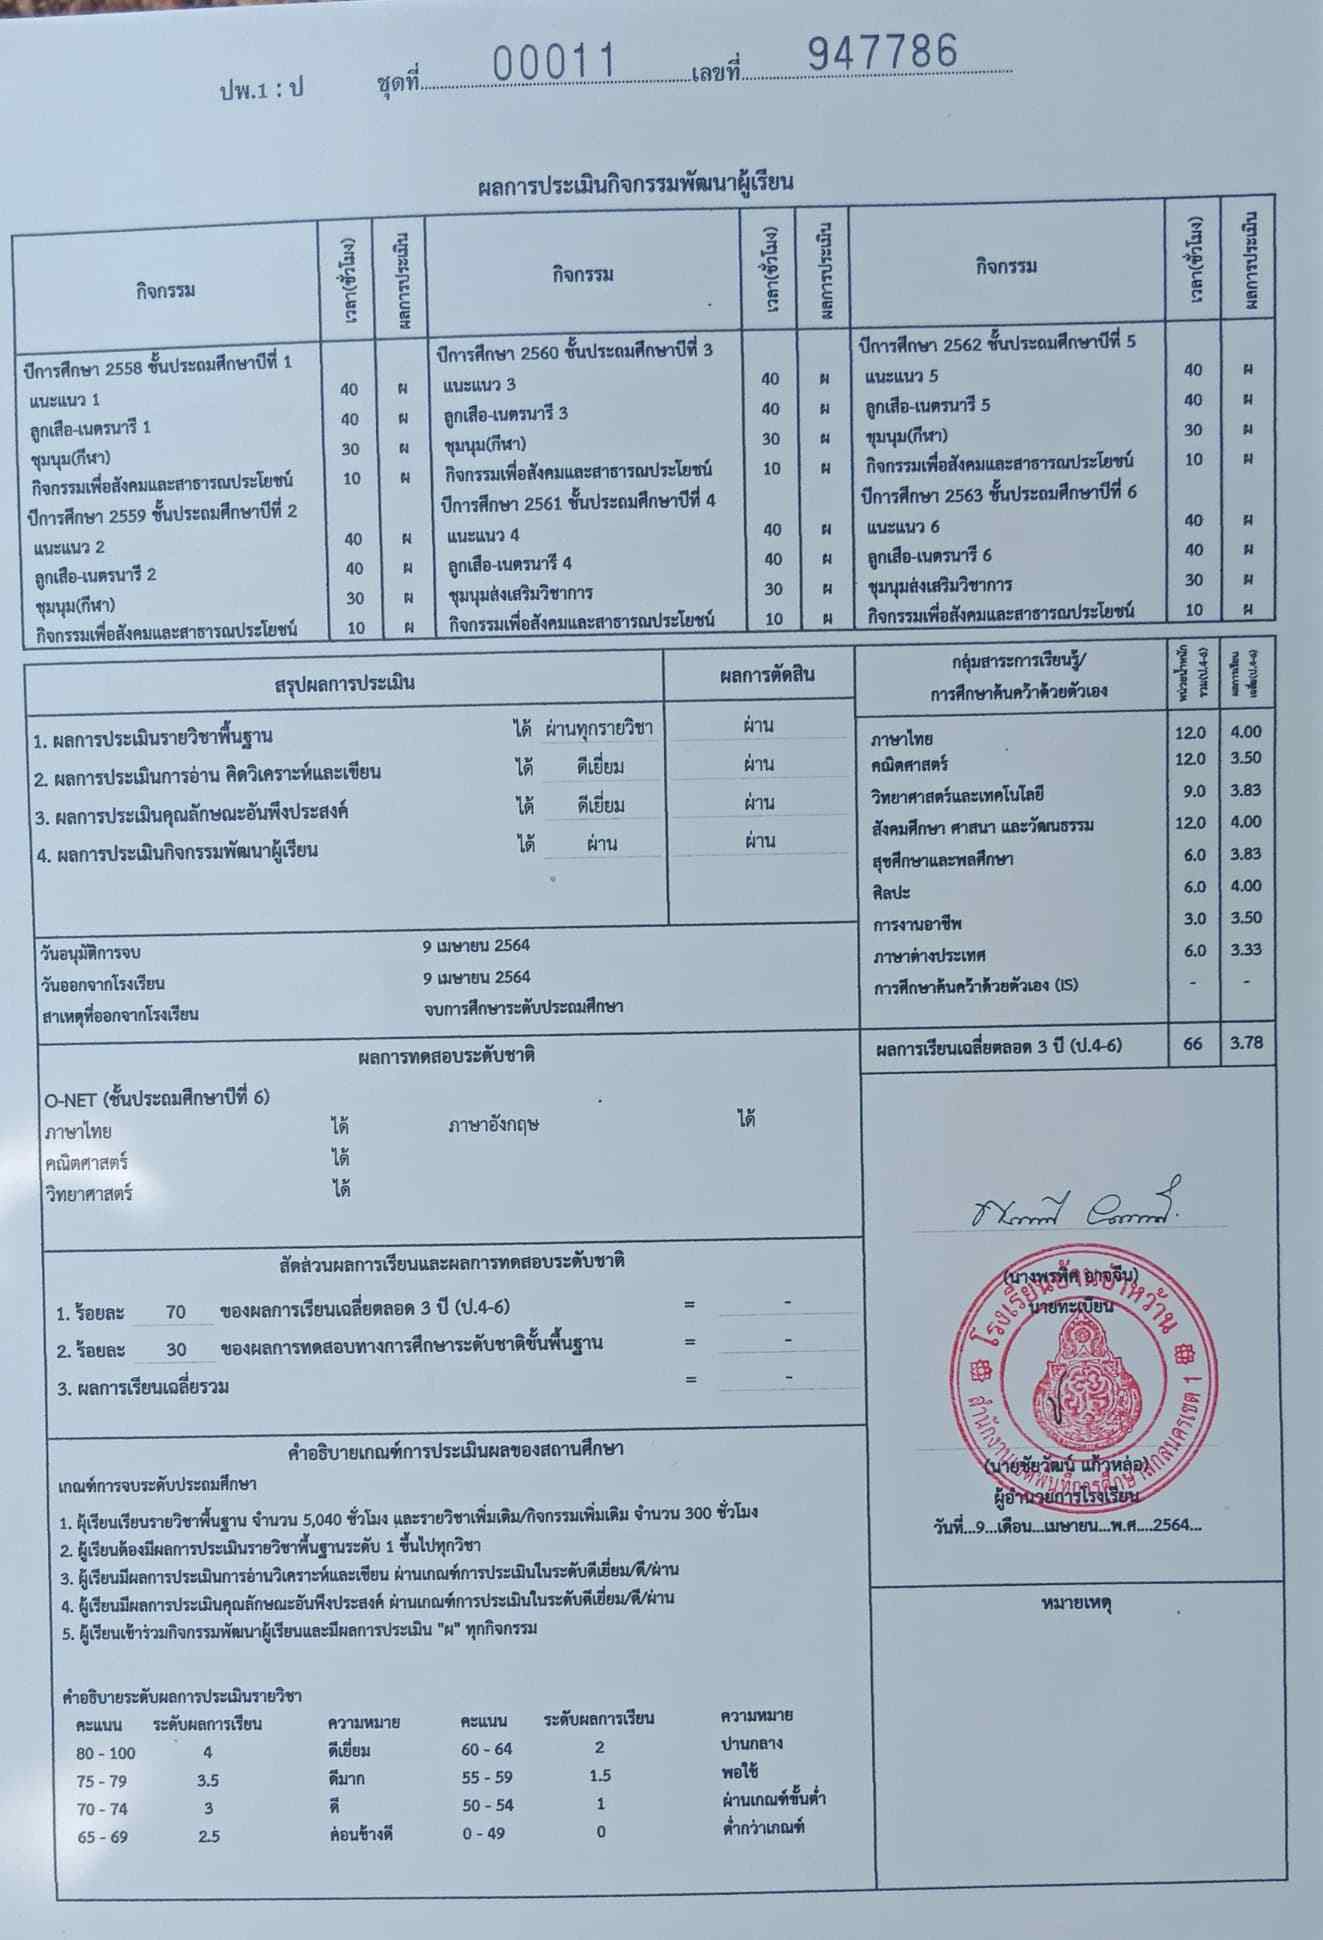 ปพ.1 : ป ชุดที่ 00011 เลขที่ 947786
ผลการประเมินกิจกรรมพัฒนาผู้เรียน
กิจกรรม เวลา(ชั่วโมง) ผลการประเมิน กิจกรรม เวลา(ชั่วโมง) ผลการประเมิน กิจกรรม เวลา(ชั่วโมง) ผลการประเมิน
ปีการศึกษา 2558 ชั้นประถมศึกษาปีที่ 1
แนะแนว 1 40 ผ
ลูกเสือ-เนตรนารี 1 40 ผ
ชุมนุม(กีฬา) 30 ผ
กิจกรรมเพื่อสังคมและสาธารณประโยชน์ 10 ผ
ปีการศึกษา 2559 ชั้นประถมศึกษาปีที่ 2
แนะแนว 2 40 ผ
ลูกเสือ-เนตรนารี 2 40 ผ
ชุมนุม(กีฬา) 30 ผ
กิจกรรมเพื่อสังคมและสาธารณประโยชน์ 10 ผ
ปีการศึกษา 2560 ชั้นประถมศึกษาปีที่ 3
แนะแนว 3 40 ผ
ลูกเสือ-เนตรนารี 3 40 ผ
ชุมนุม(กีฬา) 30 ผ
กิจกรรมเพื่อสังคมและสาธารณประโยชน์ 10 ผ
ปีการศึกษา 2561 ชั้นประถมศึกษาปีที่ 4
แนะแนว 4 40 ผ
ลูกเสือ-เนตรนารี 4 40 ผ
ชุมนุมส่งเสริมวิชาการ 30 ผ
กิจกรรมเพื่อสังคมและสาธารณประโยชน์ 10 ผ
ปีการศึกษา 2562 ชั้นประถมศึกษาปีที่ 5
แนะแนว 5 40 ผ
ลูกเสือ-เนตรนารี 5 40 ผ
ชุมนุม(กีฬา) 30 ผ
กิจกรรมเพื่อสังคมและสาธารณประโยชน์ 10 ผ
ปีการศึกษา 2563 ชั้นประถมศึกษาปีที่ 6
แนะแนว 6 40 ผ
ลูกเสือ-เนตรนารี 6 40 ผ
ชุมนุมส่งเสริมวิชาการ 30 ผ
กิจกรรมเพื่อสังคมและสาธารณประโยชน์ 10 ผ
สรุปผลการประเมิน ผลการตัดสิน
1. ผลการประเมินรายวิชาพื้นฐาน ได้ ผ่านทุกรายวิชา ผ่าน
2. ผลการประเมินการอ่าน คิดวิเคราะห์และเขียน ได้ ดีเยี่ยม ผ่าน
3. ผลการประเมินคุณลักษณะอันพึงประสงค์ ได้ ดีเยี่ยม ผ่าน
4. ผลการประเมินกิจกรรมพัฒนาผู้เรียน ได้ ผ่าน ผ่าน
วันอนุมัติการจบ 9 เมษายน 2564
วันออกจากโรงเรียน 9 เมษายน 2564
สาเหตุที่ออกจากโรงเรียน จบการศึกษาระดับประถมศึกษา
กลุ่มสาระการเรียนรู้/
การศึกษาค้นคว้าด้วยตัวเอง
หน่วยน้ำหนัก
รวม(ป.4-6)
ผลการเรียน
เฉลี่ย(ป.4-6)
ภาษาไทย 12.0 4.00
คณิตศาสตร์ 12.0 3.50
วิทยาศาสตร์และเทคโนโลยี 9.0 3.83
สังคมศึกษา ศาสนา และวัฒนธรรม 12.0 4.00
สุขศึกษาและพลศึกษา 6.0 3.83
ศิลปะ 6.0 4.00
การงานอาชีพ 3.0 3.50
ภาษาต่างประเทศ 6.0 3.33
การศึกษาค้นคว้าด้วยตัวเอง (IS) - -
ผลการเรียนเฉลี่ยตลอด 3 ปี (ป.4-6) 66 3.78
ผลการทดสอบระดับชาติ
O-NET (ชั้นประถมศึกษาปีที่ 6)
ภาษาไทย ได้ ภาษาอังกฤษ ได้
คณิตศาสตร์ ได้
วิทยาศาสตร์ ได้
สัดส่วนผลการเรียนและผลการทดสอบระดับชาติ
1. ร้อยละ 70 ของผลการเรียนเฉลี่ยตลอด 3 ปี (ป.4-6) = -
2. ร้อยละ 30 ของผลการทดสอบทางการศึกษาระดับชาติขั้นพื้นฐาน = -
3. ผลการเรียนเฉลี่ยรวม = -
(นางพรพิศ อาจจีน)
นายทะเบียน
(นายชัยวัฒน์ แก้วหล่อ)
ผู้อำนวยการโรงเรียน
วันที่...9...เดือน...เมษายน...พ.ศ....2564...
หมายเหตุ
คำอธิบายเกณฑ์การประเมินผลของสถานศึกษา
เกณฑ์การจบระดับประถมศึกษา
1. ผุ้เรียนเรียนรายวิชาพื้นฐาน จำนวน 5,040 ชั่วโมง และรายวิชาเพิ่มเติม/กิจกรรมเพิ่มเติม จำนวน 300 ชั่วโมง
2. ผู้เรียนต้องมีผลการประเมินรายวิชาพื้นฐานระดับ 1 ขึ้นไปทุกวิชา
3. ผู้เรียนมีผลการประเมินการอ่านวิเคราะห์และเขียน ผ่านเกณฑ์การประเมินในระดับดีเยี่ยม/ดี/ผ่าน
4. ผู้เรียนมีผลการประเมินคุณลักษณะอันพึงประสงค์ ผ่านเกณฑ์การประเมินในระดับดีเยี่ยม/ดี/ผ่าน
5. ผู้เรียนเข้าร่วมกิจกรรมพัฒนาผู้เรียนและมีผลการประเมิน "ผ" ทุกกิจกรรม
คำอธิบายระดับผลการประเมินรายวิชา
คะแนน ระดับผลการเรียน ความหมาย คะแนน ระดับผลการเรียน ความหมาย
80 - 100 4 ดีเยี่ยม 60 - 64 2 ปานกลาง
75 - 79 3.5 ดีมาก 55 - 59 1.5 พอใช้
70 - 74 3 ดี 50 - 54 1 ผ่านเกณฑ์ขั้นต่ำ
65 - 69 2.5 ค่อนข้างดี 0 - 49 0 ต่ำกว่าเกณฑ์